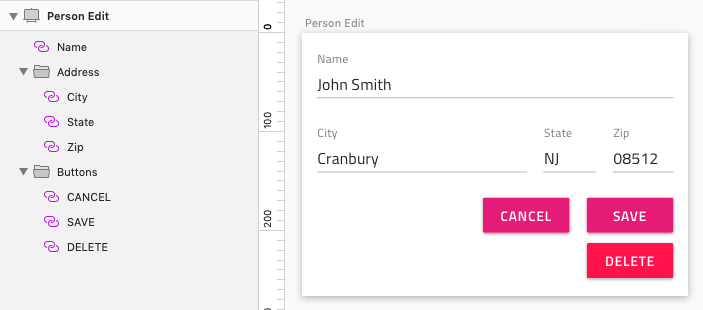 Person Edit
Name
Address
City
State
Zip
Buttons
CANCEL
SAVE
DELETE
0
100
200
Person Edit
Name
John Smith
City State Zip
Cranbury NJ 08512
CANCEL SAVE
DELETE